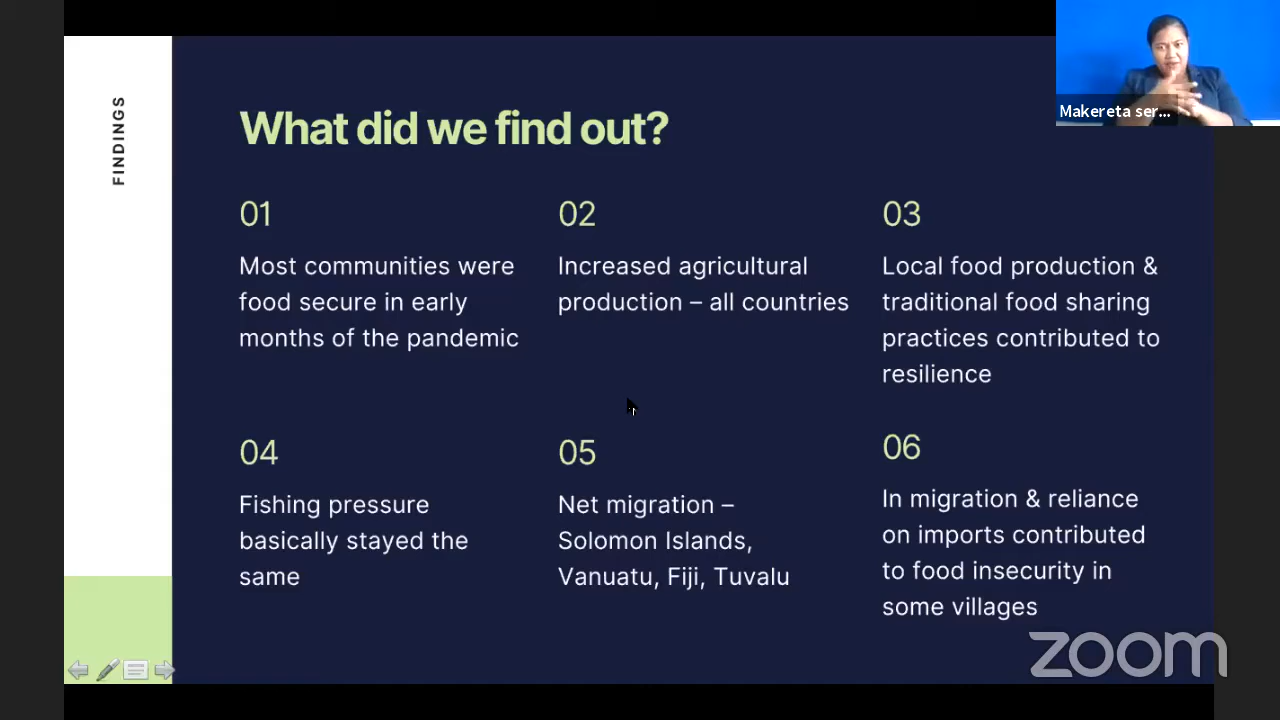 FINDINGS
What did we find out?
01
Most communities were
food secure in early
months of the pandemic
02
Increased agricultural
production – all countries
03
Local food production &
traditional food sharing
practices contributed to
resilience
04
Fishing pressure
basically stayed the
same
05
Net migration –
Solomon Islands,
Vanuatu, Fiji, Tuvalu
06
In migration & reliance
on imports contributed
to food insecurity in
some villages
Makereta ser...
zoom